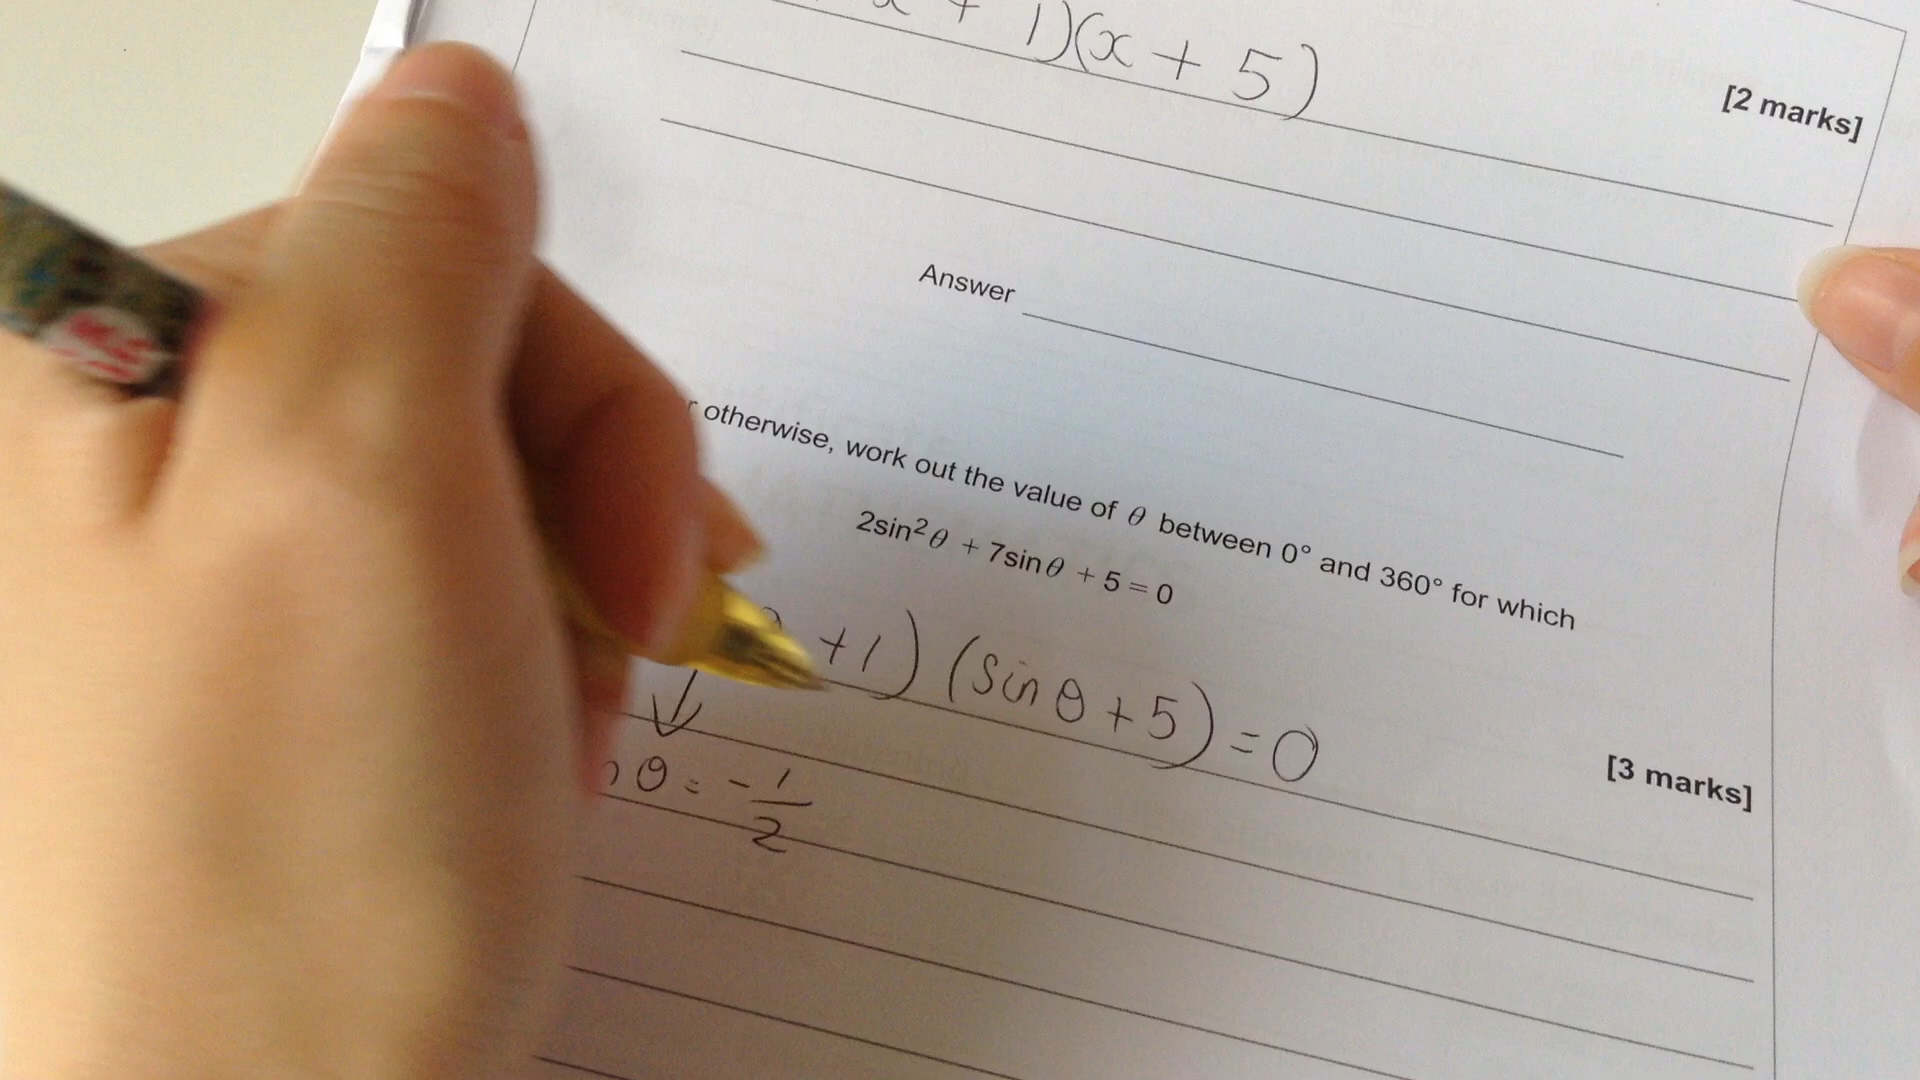 x + 1)(x + 5)
[2 marks]
Answer
r otherwise, work out the value of θ between 0° and 360° for which
2sin²θ + 7sinθ + 5 = 0
+1) (sin θ + 5) = 0
[3 marks]
θ = -1/2